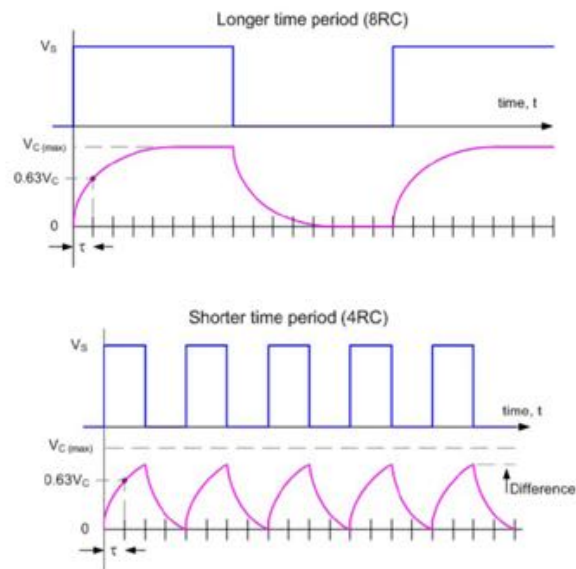 Longer time period (8RC)
VS
time, t
VC (max)
0.63VC
0
τ
Shorter time period (4RC)
VS
time, t
VC (max)
0.63VC
Difference
0
τ